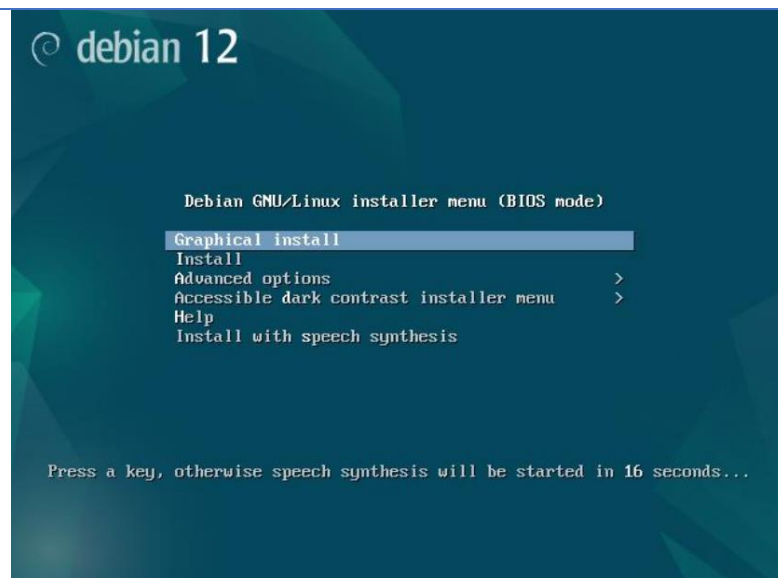 debian 12
Debian GNU/Linux installer menu (BIOS mode)
Graphical install
Install
Advanced options >
Accessible dark contrast installer menu >
Help
Install with speech synthesis
Press a key, otherwise speech synthesis will be started in 16 seconds...